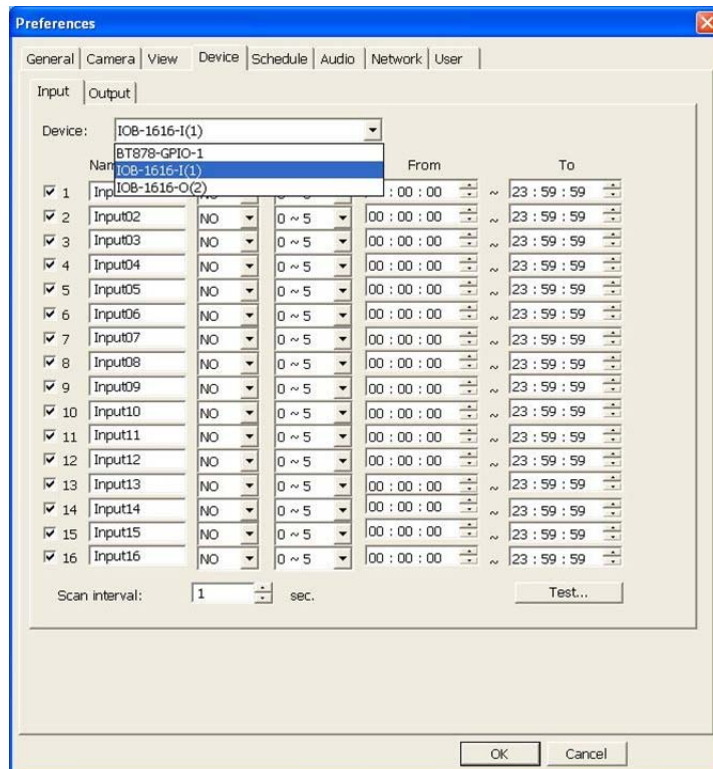 Preferences
General Camera View Device Schedule Audio Network User
Input Output
Device: IOB-1616-I(1)
BT878-GPIO-1
IOB-1616-I(1)
IOB-1616-O(2)
From To
1 :00 : 00 ~ 23 : 59 : 59
2 Input02 NO 0 ~ 5 00 : 00 : 00 ~ 23 : 59 : 59
3 Input03 NO 0 ~ 5 00 : 00 : 00 ~ 23 : 59 : 59
4 Input04 NO 0 ~ 5 00 : 00 : 00 ~ 23 : 59 : 59
5 Input05 NO 0 ~ 5 00 : 00 : 00 ~ 23 : 59 : 59
6 Input06 NO 0 ~ 5 00 : 00 : 00 ~ 23 : 59 : 59
7 Input07 NO 0 ~ 5 00 : 00 : 00 ~ 23 : 59 : 59
8 Input08 NO 0 ~ 5 00 : 00 : 00 ~ 23 : 59 : 59
9 Input09 NO 0 ~ 5 00 : 00 : 00 ~ 23 : 59 : 59
10 Input10 NO 0 ~ 5 00 : 00 : 00 ~ 23 : 59 : 59
11 Input11 NO 0 ~ 5 00 : 00 : 00 ~ 23 : 59 : 59
12 Input12 NO 0 ~ 5 00 : 00 : 00 ~ 23 : 59 : 59
13 Input13 NO 0 ~ 5 00 : 00 : 00 ~ 23 : 59 : 59
14 Input14 NO 0 ~ 5 00 : 00 : 00 ~ 23 : 59 : 59
15 Input15 NO 0 ~ 5 00 : 00 : 00 ~ 23 : 59 : 59
16 Input16 NO 0 ~ 5 00 : 00 : 00 ~ 23 : 59 : 59
Scan interval: 1 sec. Test...
OK Cancel